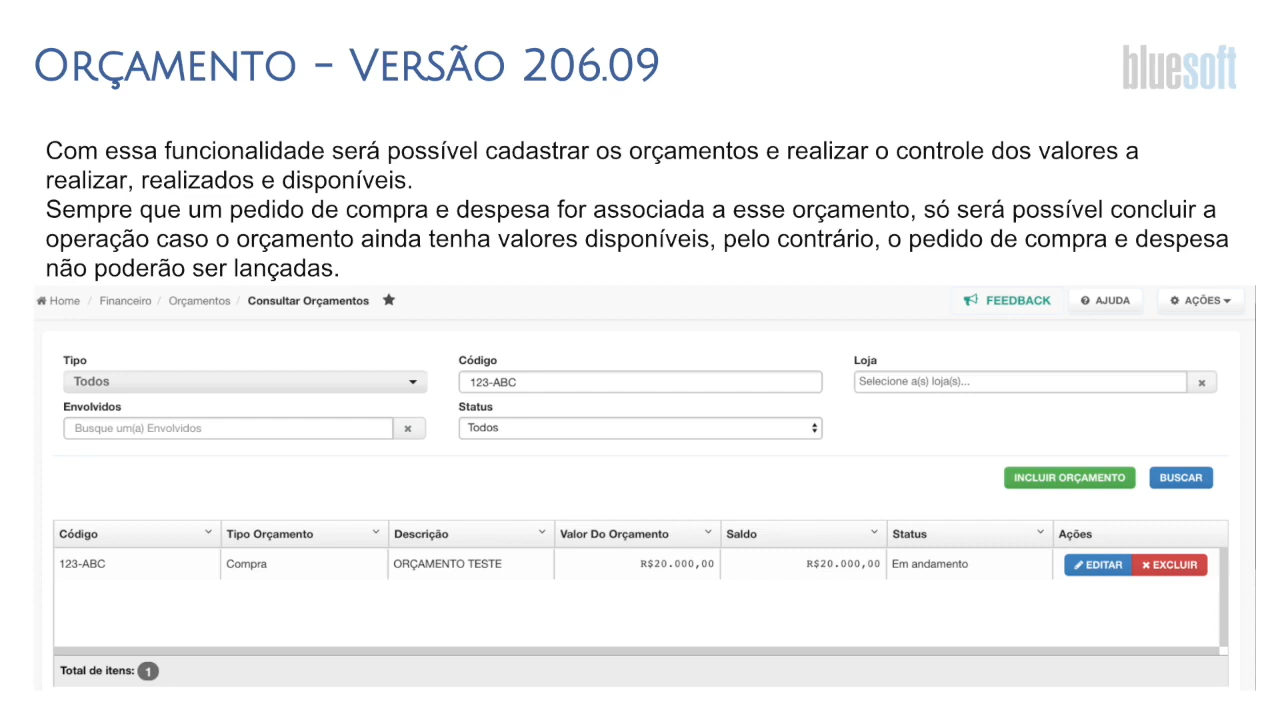 Orçamento - Versão 206.09
bluesoft
Com essa funcionalidade será possível cadastrar os orçamentos e realizar o controle dos valores a
realizar, realizados e disponíveis.
Sempre que um pedido de compra e despesa for associada a esse orçamento, só será possível concluir a
operação caso o orçamento ainda tenha valores disponíveis, pelo contrário, o pedido de compra e despesa
não poderão ser lançadas.
Home / Financeiro / Orçamentos / Consultar Orçamentos
FEEDBACK
AJUDA
AÇÕES
Tipo
Código
Loja
Todos
123-ABC
Selecione a(s) loja(s)...
Envolvidos
Status
Busque um(a) Envolvidos
Todos
INCLUIR ORÇAMENTO
BUSCAR
Código Tipo Orçamento Descrição Valor Do Orçamento Saldo Status Ações
123-ABC Compra ORÇAMENTO TESTE R$20.000,00 R$20.000,00 Em andamento EDITAR EXCLUIR
Total de itens: 1